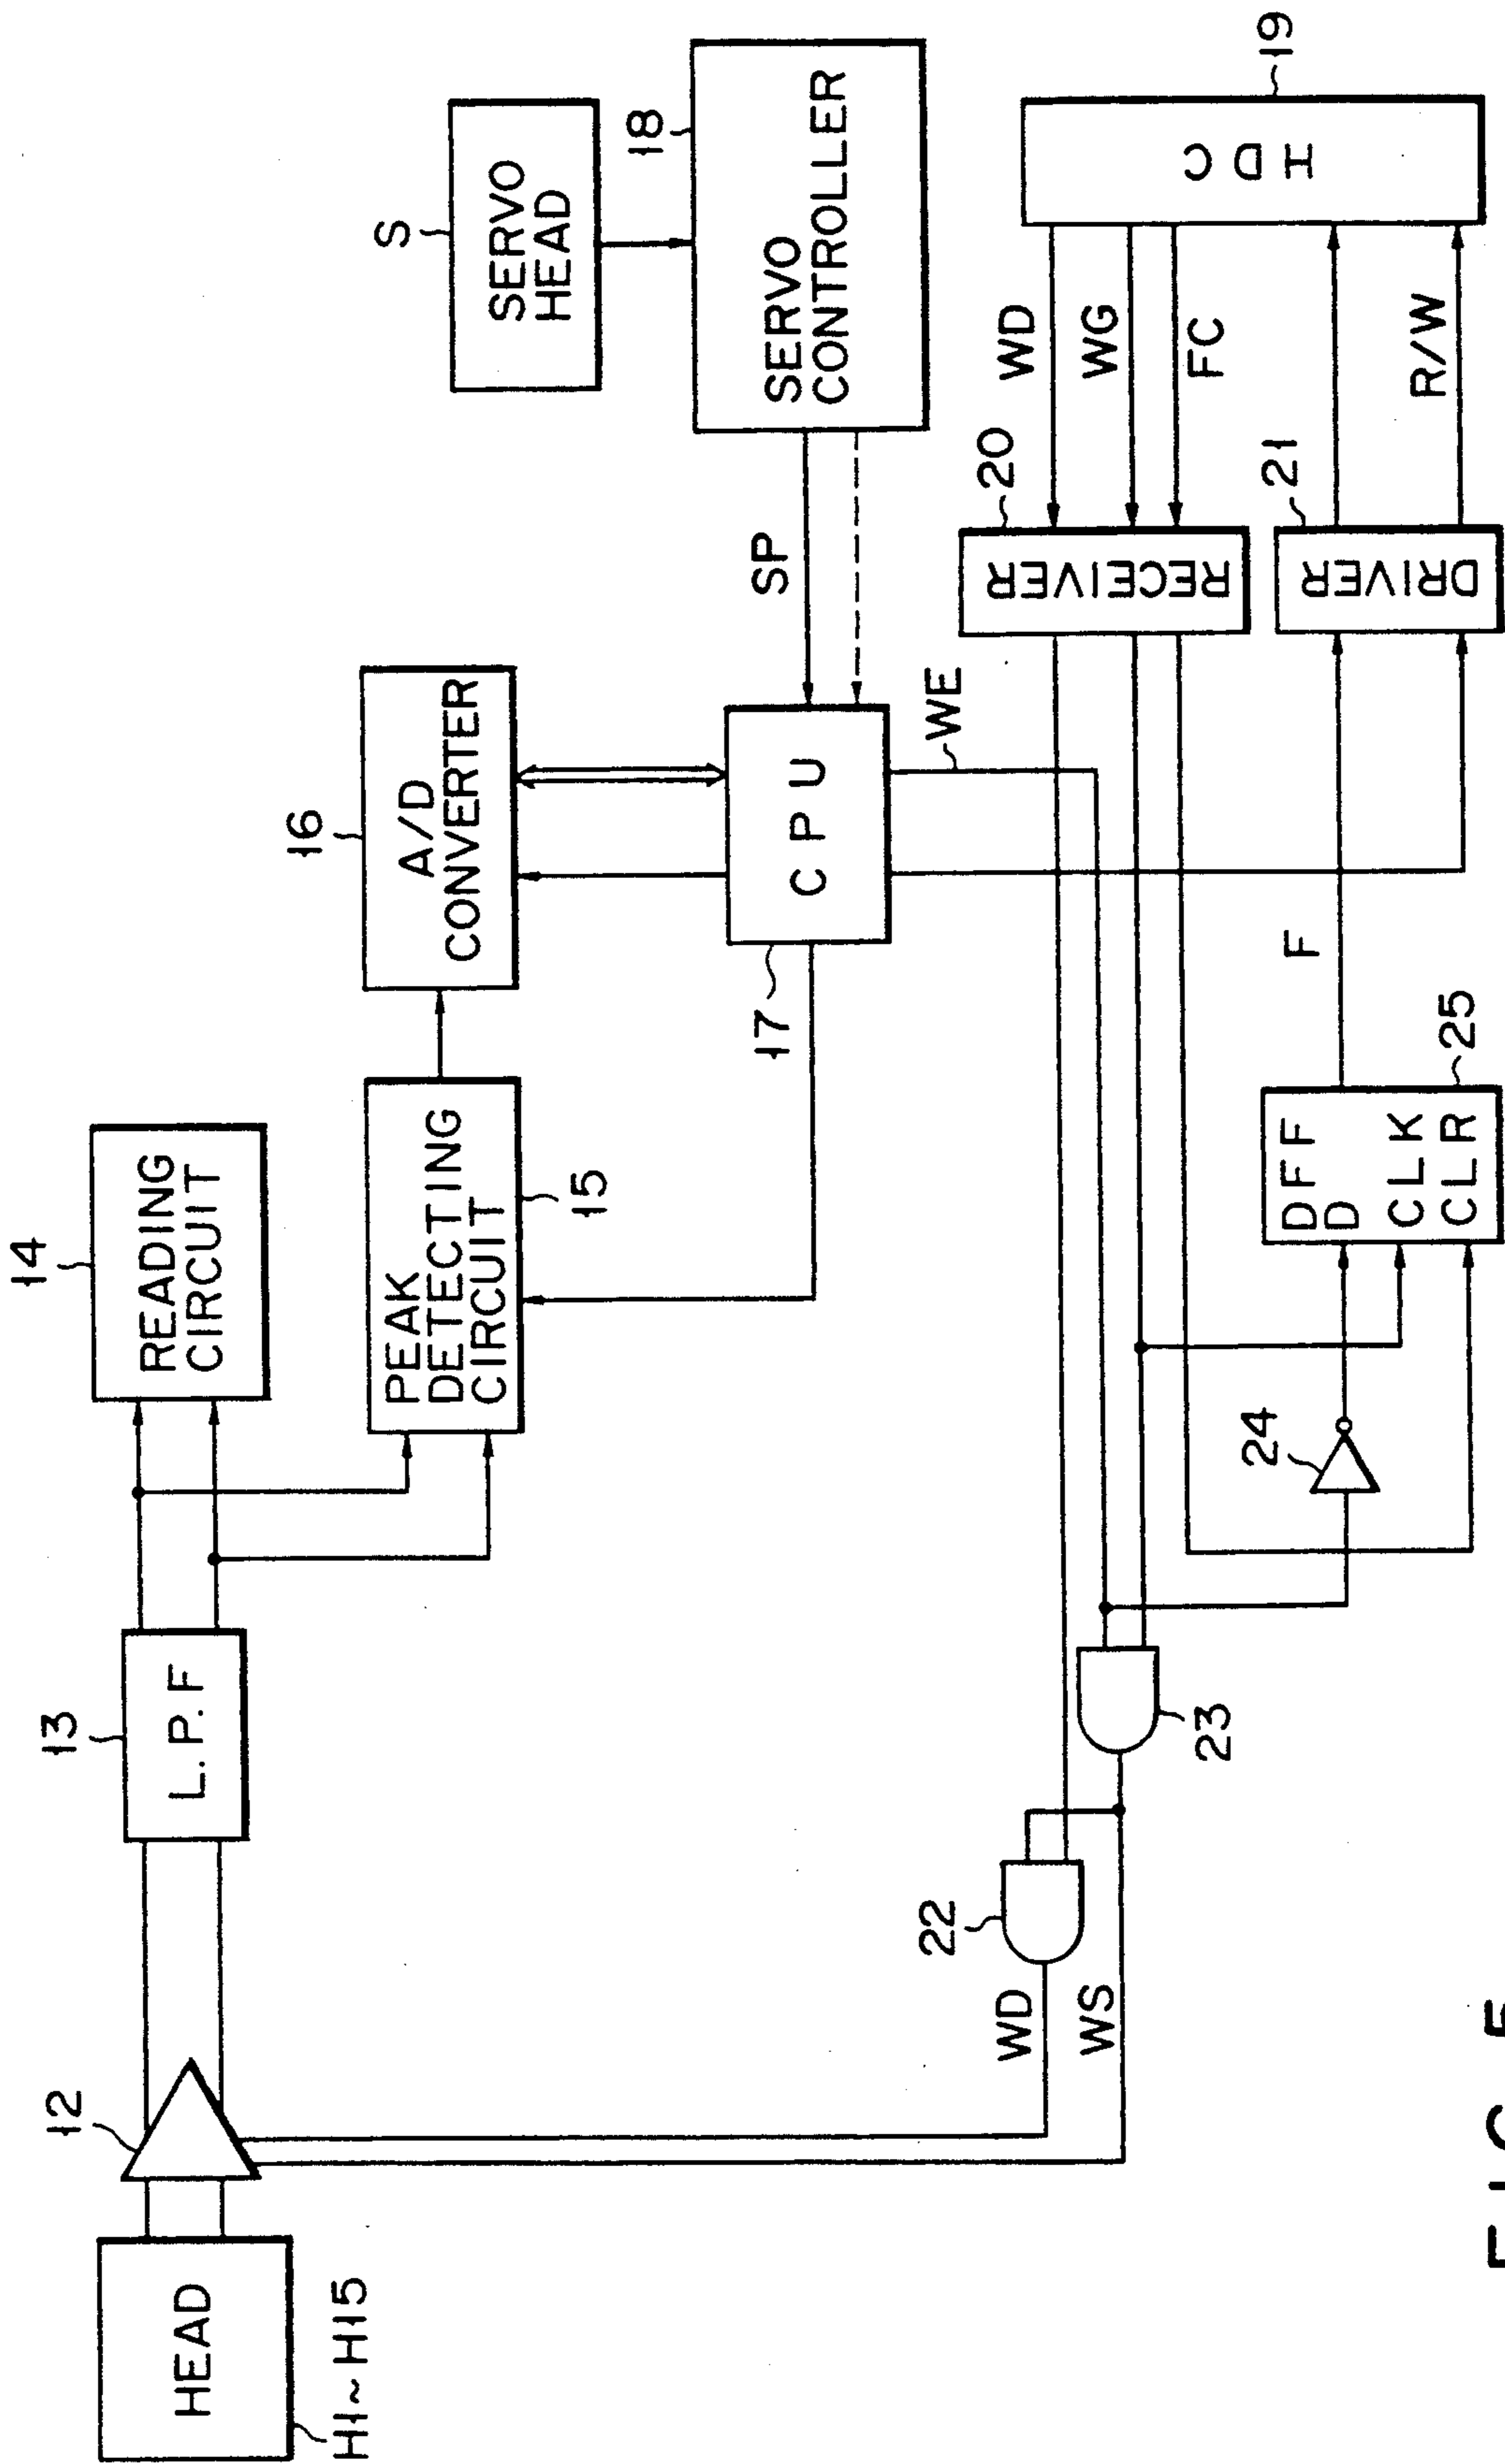 HEAD
H1~H15
12
L.P.F
13
READING
CIRCUIT
14
PEAK
DETECTING
CIRCUIT
15
A/D
CONVERTER
16
CPU
17
SERVO
HEAD
S
SERVO
CONTROLLER
18
SP
WE
HDC
19
WD
WG
FC
R/W
RECEIVER
20
DRIVER
21
F
DFF
D
CLK
CLR
25
24
23
22
WD
WS